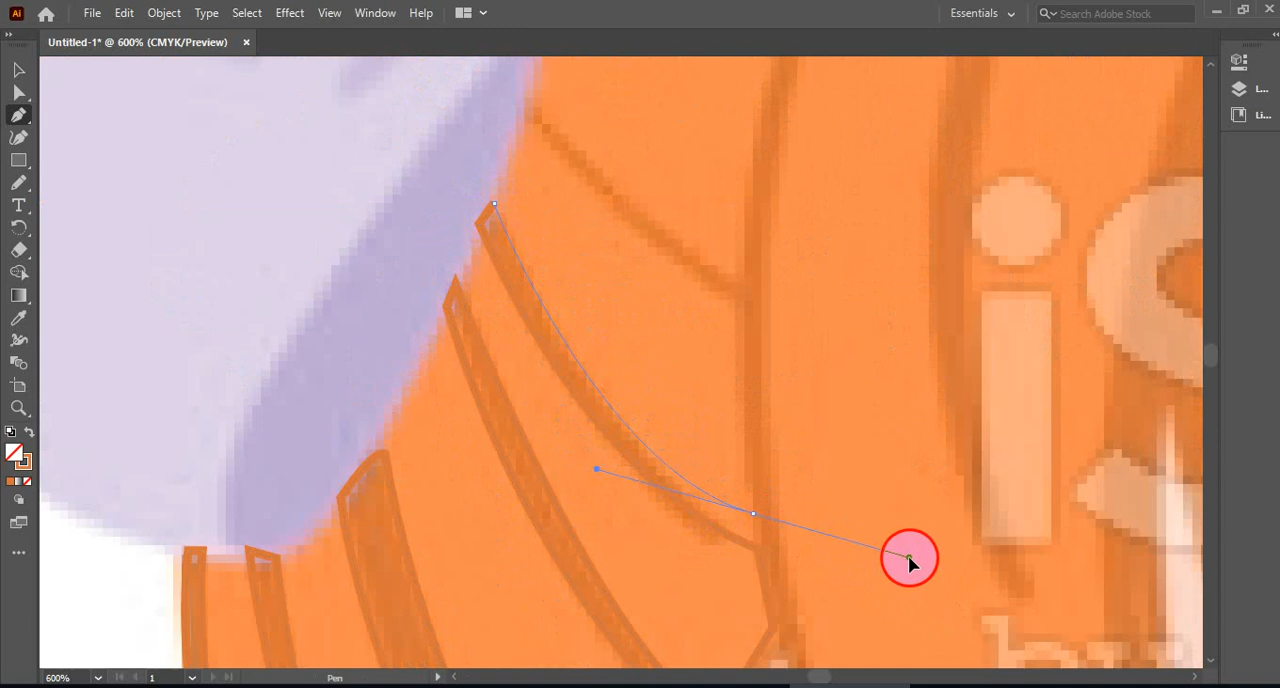 Ai File Edit Object Type Select Effect View Window Help Essentials Search Adobe Stock
Untitled-1* @ 600% (CMYK/Preview) ×
L...
Li...
i
600% 1 Pen